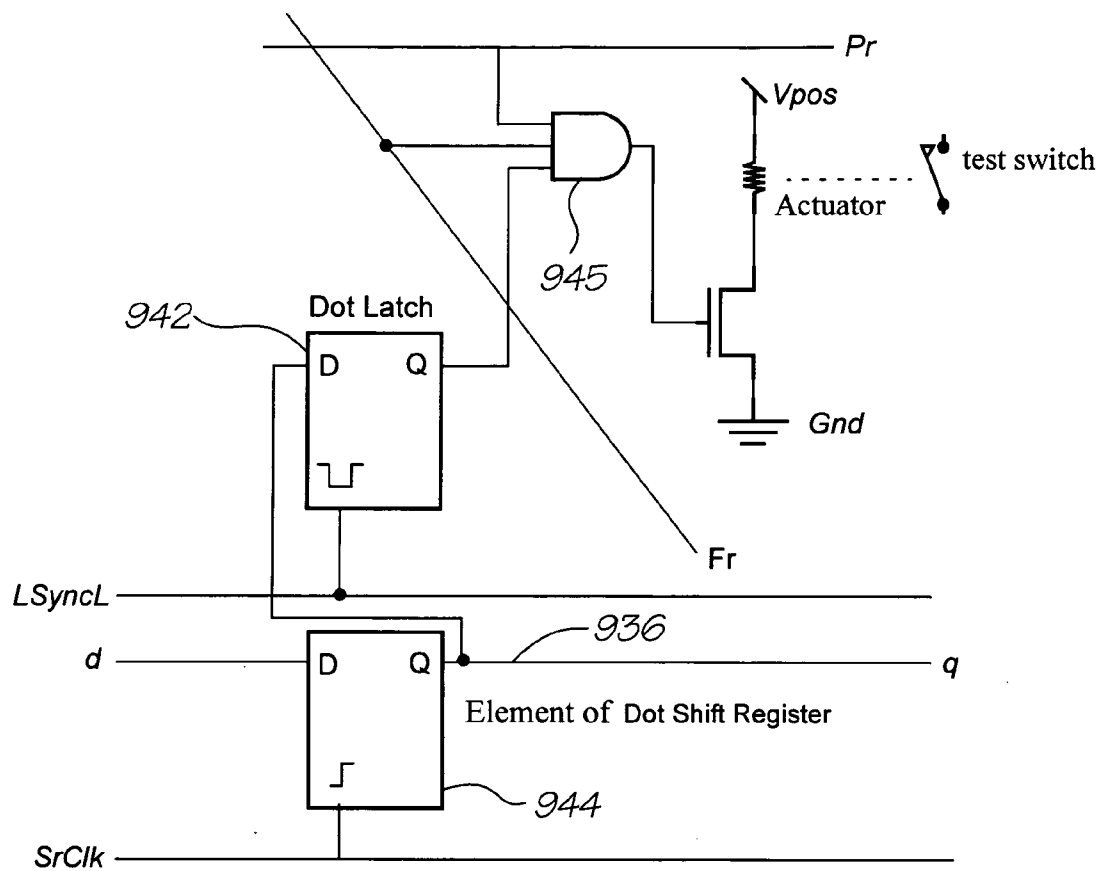 Pr
Vpos
test switch
Actuator
945
942
Dot Latch
D Q
Gnd
Fr
LSyncL
936
d
D Q
q
Element of Dot Shift Register
944
SrClk